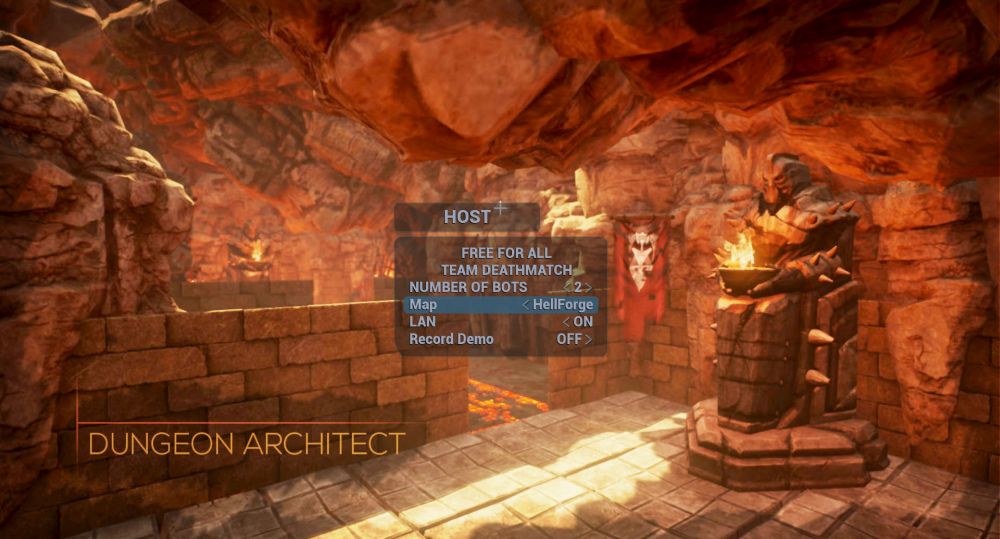 HOST
FREE FOR ALL
TEAM DEATHMATCH
NUMBER OF BOTS < 2 >
Map < HellForge
LAN < ON
Record Demo OFF >
DUNGEON ARCHITECT